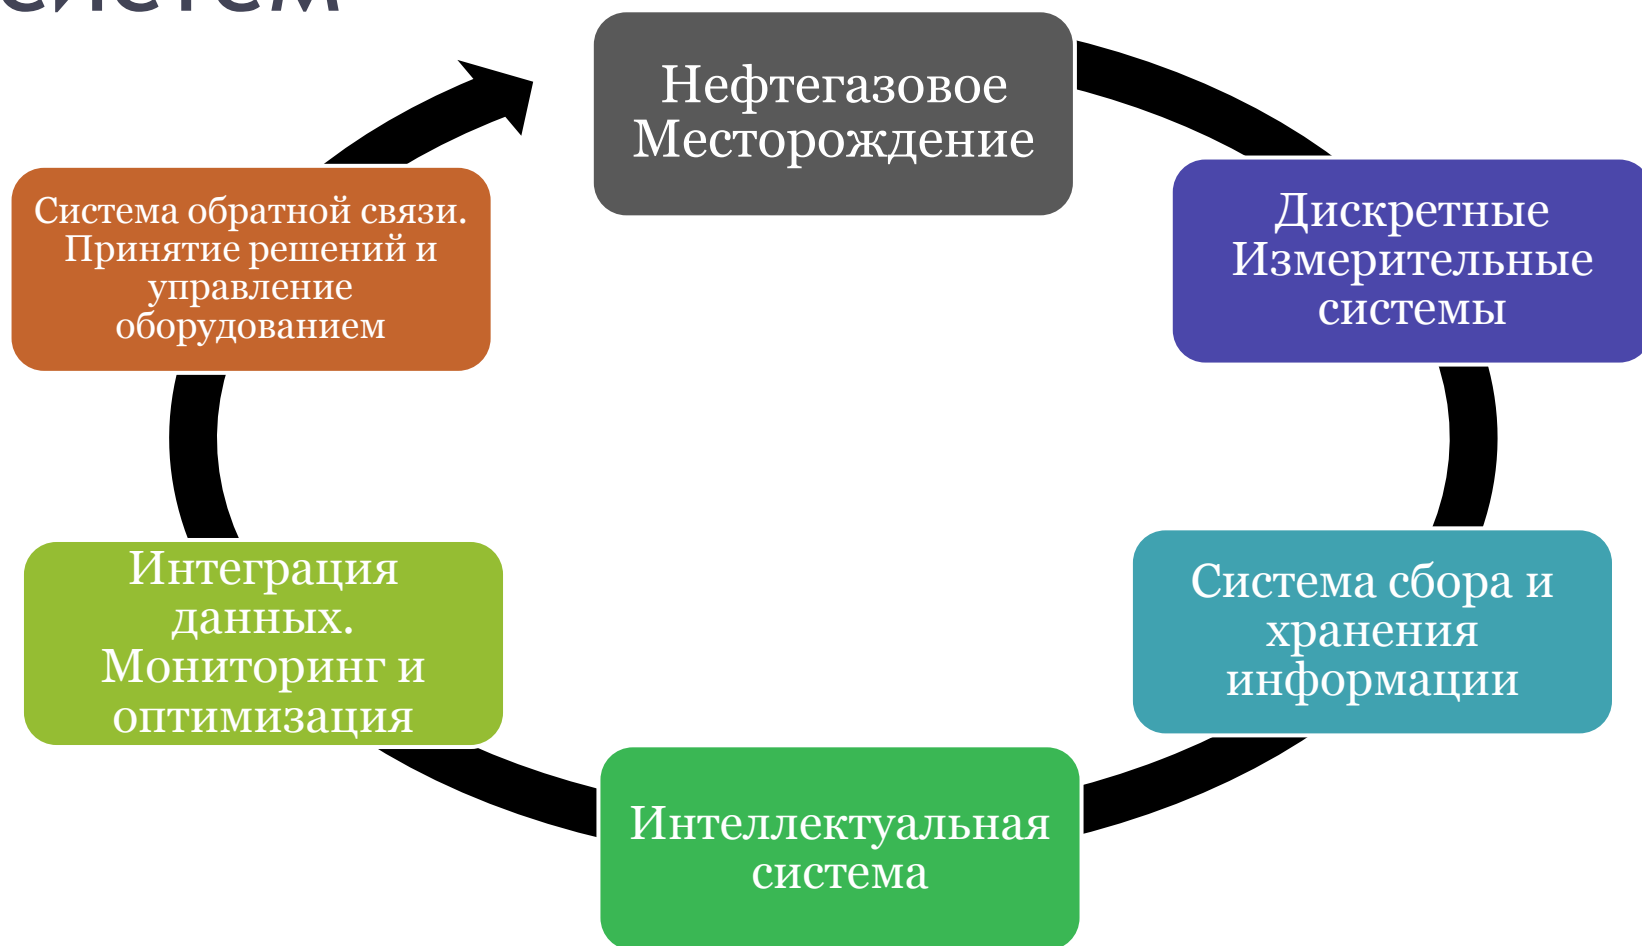 Нефтегазовое
Месторождение
Дискретные
Измерительные
системы
Система сбора и
хранения
информации
Интеллектуальная
система
Интеграция
данных.
Мониторинг и
оптимизация
Система обратной связи.
Принятие решений и
управление
оборудованием